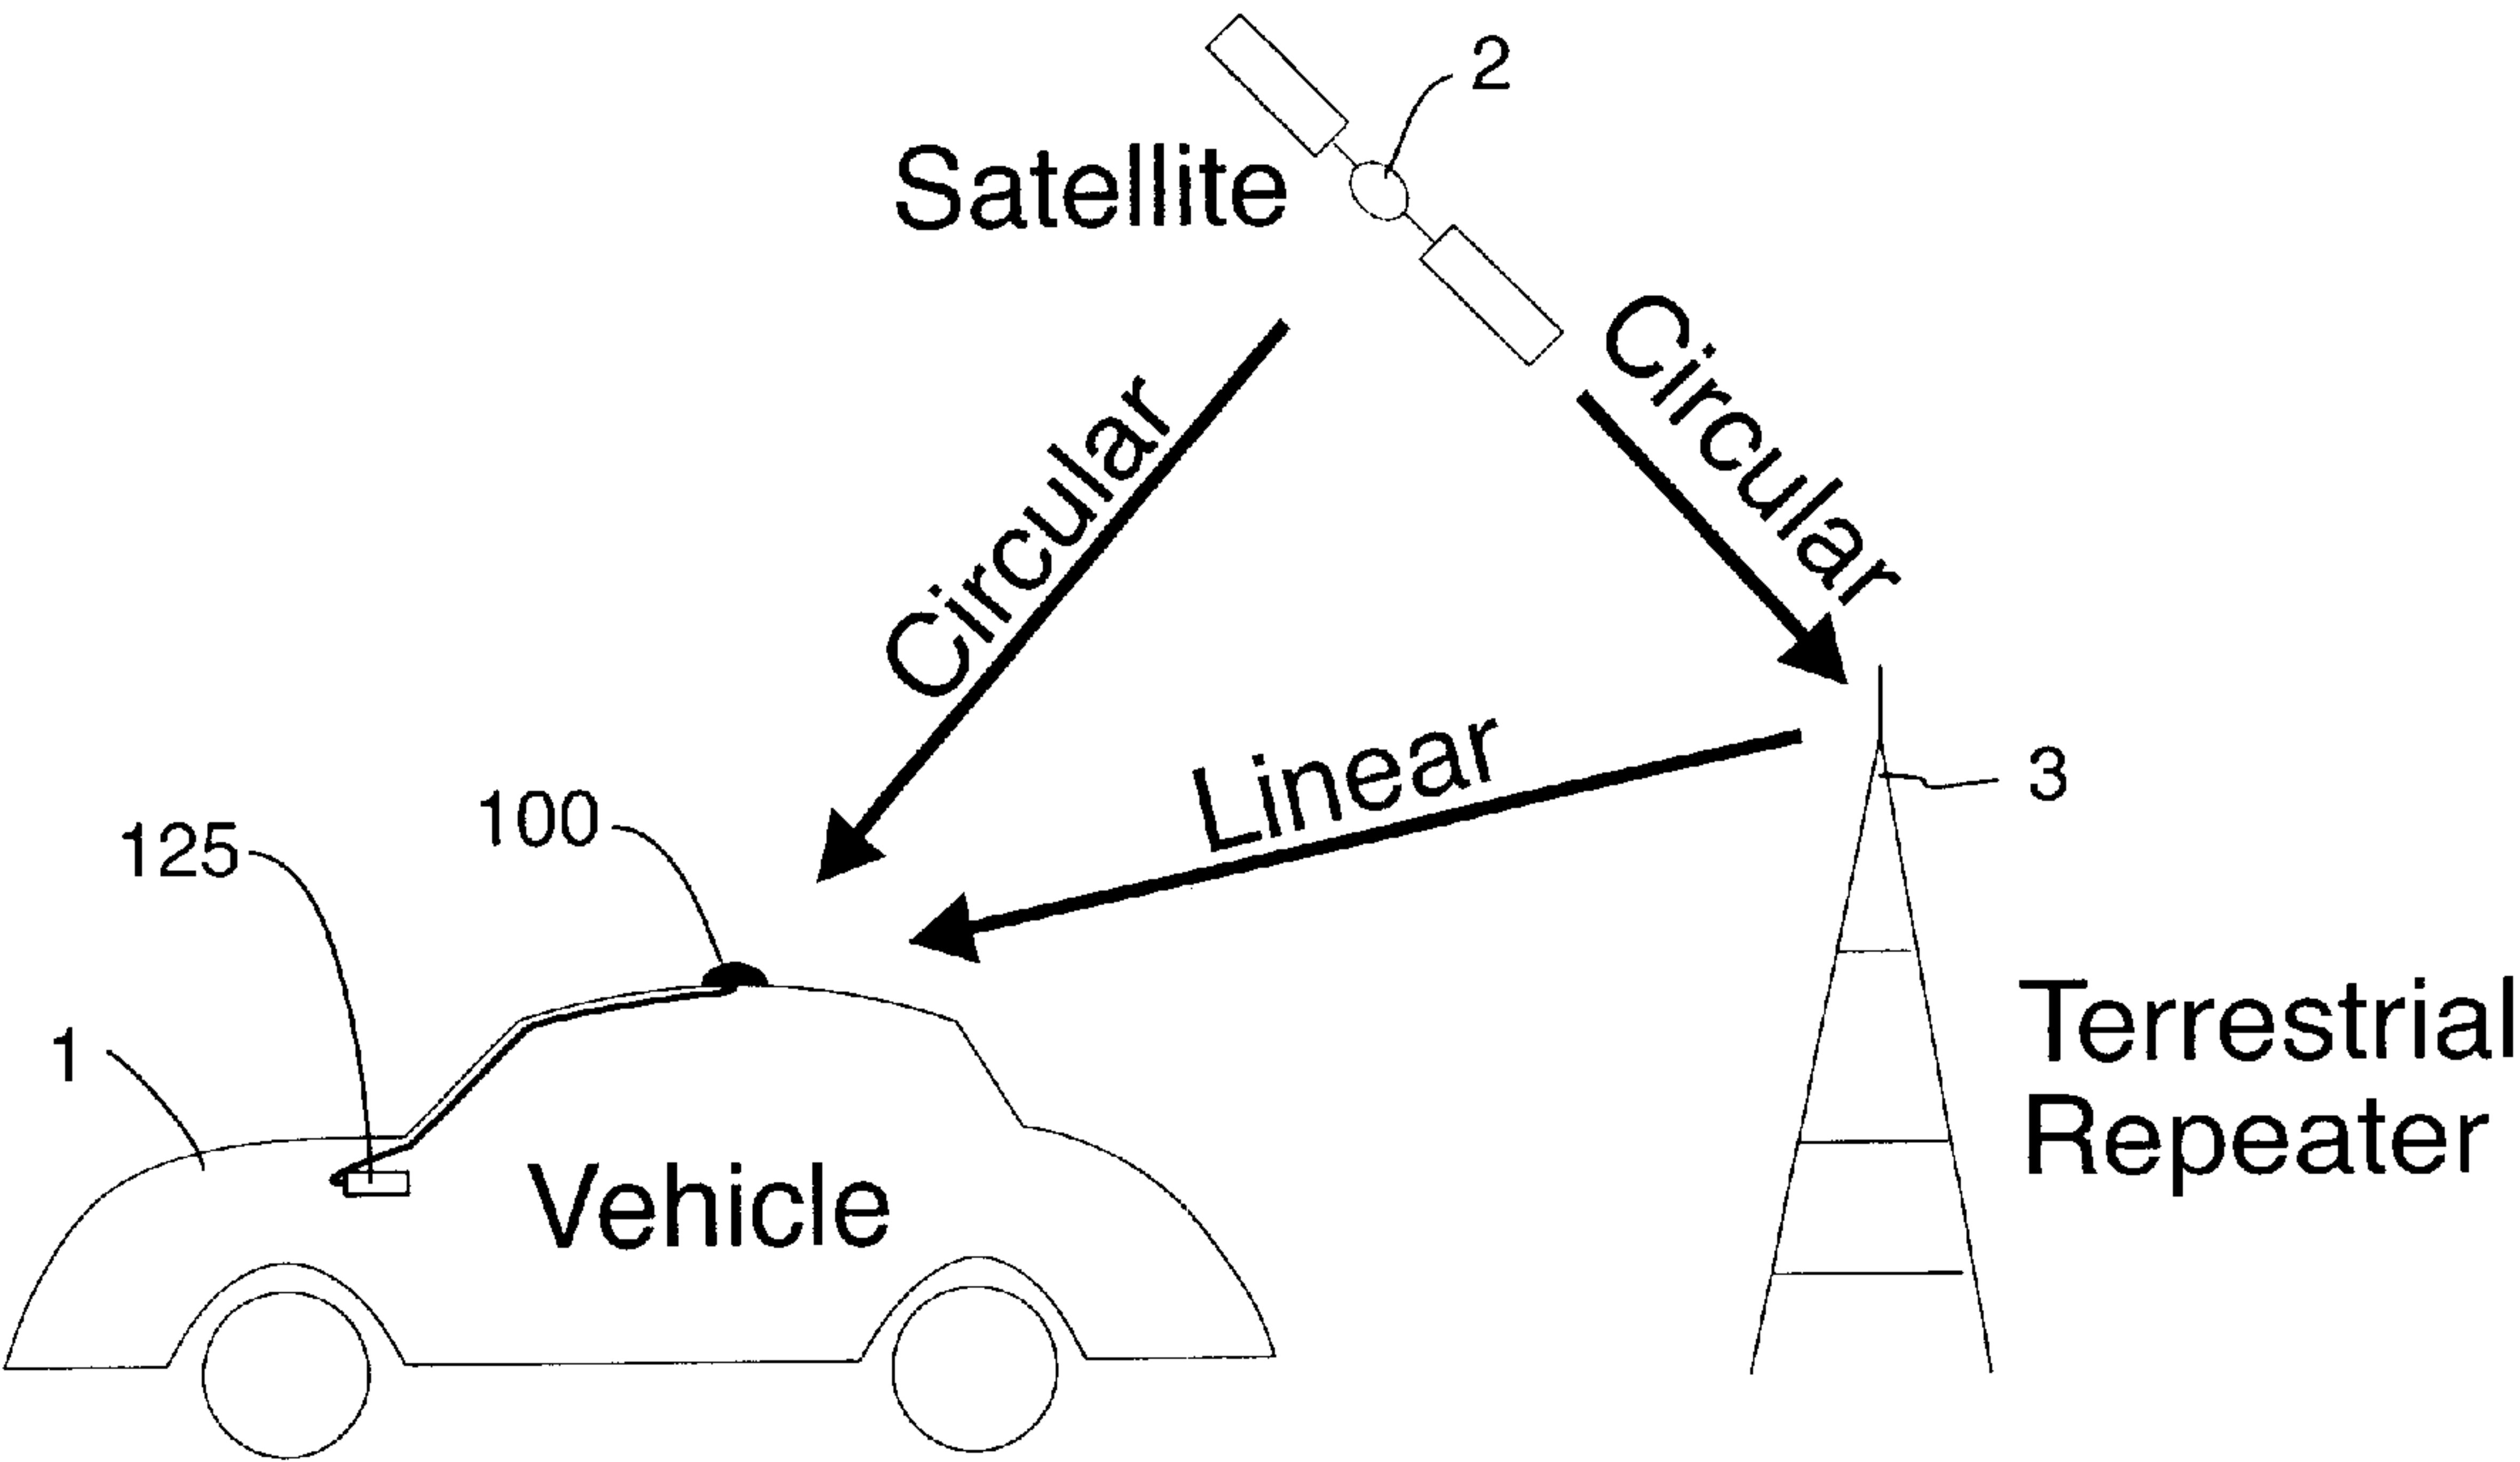 2
Satellite
Circular
Circular
Linear
3
100
125
1
Terrestrial
Repeater
Vehicle